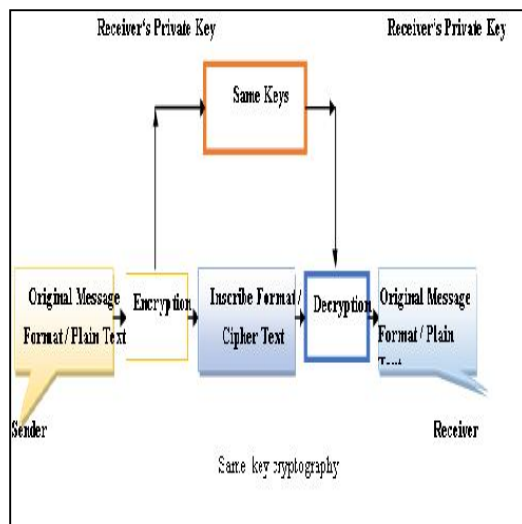 Receiver's Private Key
Receiver's Private Key
Same Keys
Original Message
Format / Plain Text
Encryption
Inscribe Format /
Cipher Text
Decryption
Original Message
Format / Plain
Text
Sender
Receiver
Same key cryptography